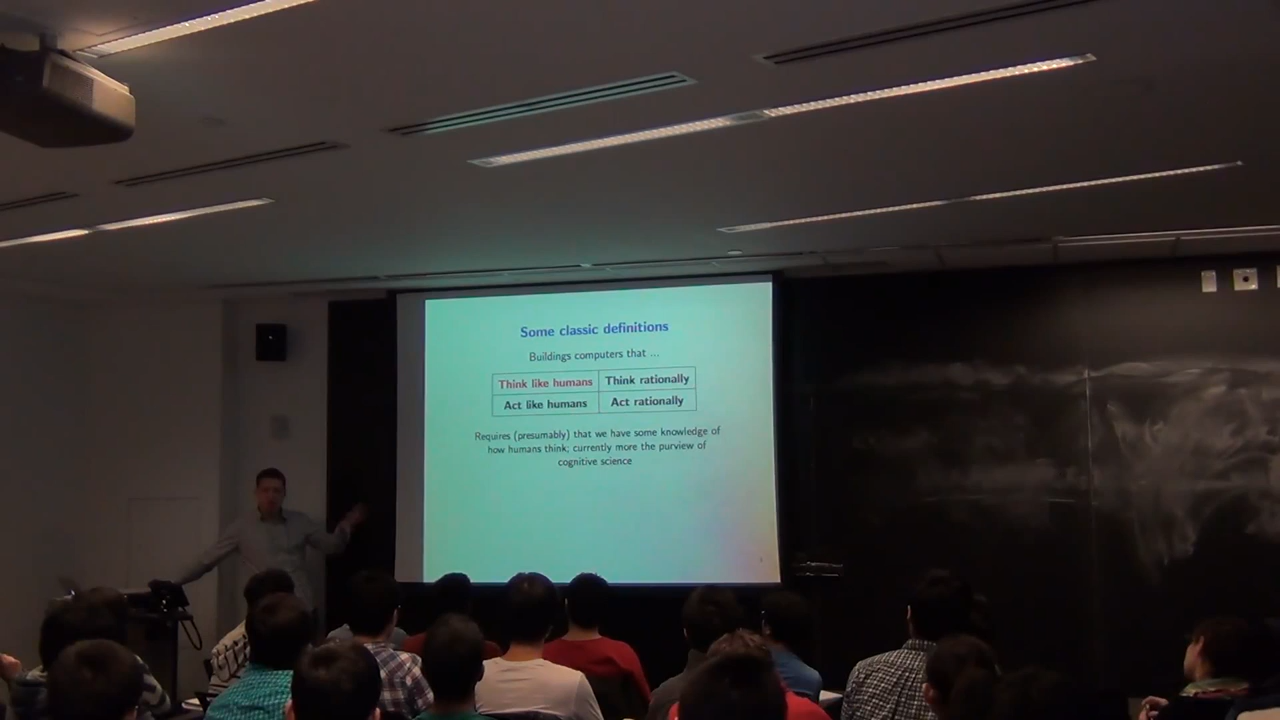 Some classic definitions
Buildings computers that ...
Think like humans Think rationally
Act like humans Act rationally
Requires (presumably) that we have some knowledge of
how humans think; currently more the purview of
cognitive science